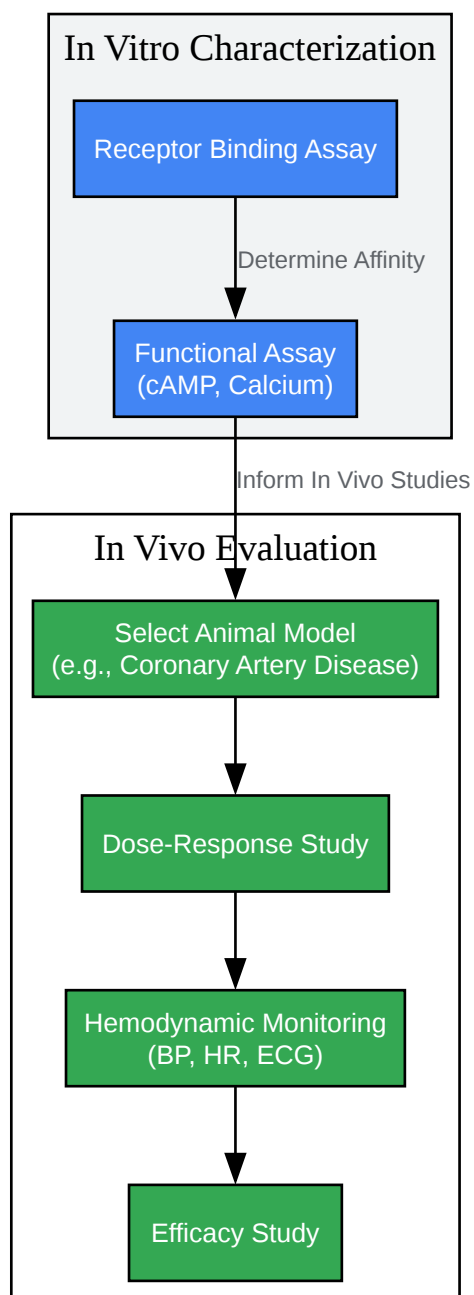 In Vitro Characterization
Receptor Binding Assay
Determine Affinity
Functional Assay
(cAMP, Calcium)
Inform In Vivo Studies
In Vivo Evaluation
Select Animal Model
(e.g., Coronary Artery Disease)
Dose-Response Study
Hemodynamic Monitoring
(BP, HR, ECG)
Efficacy Study